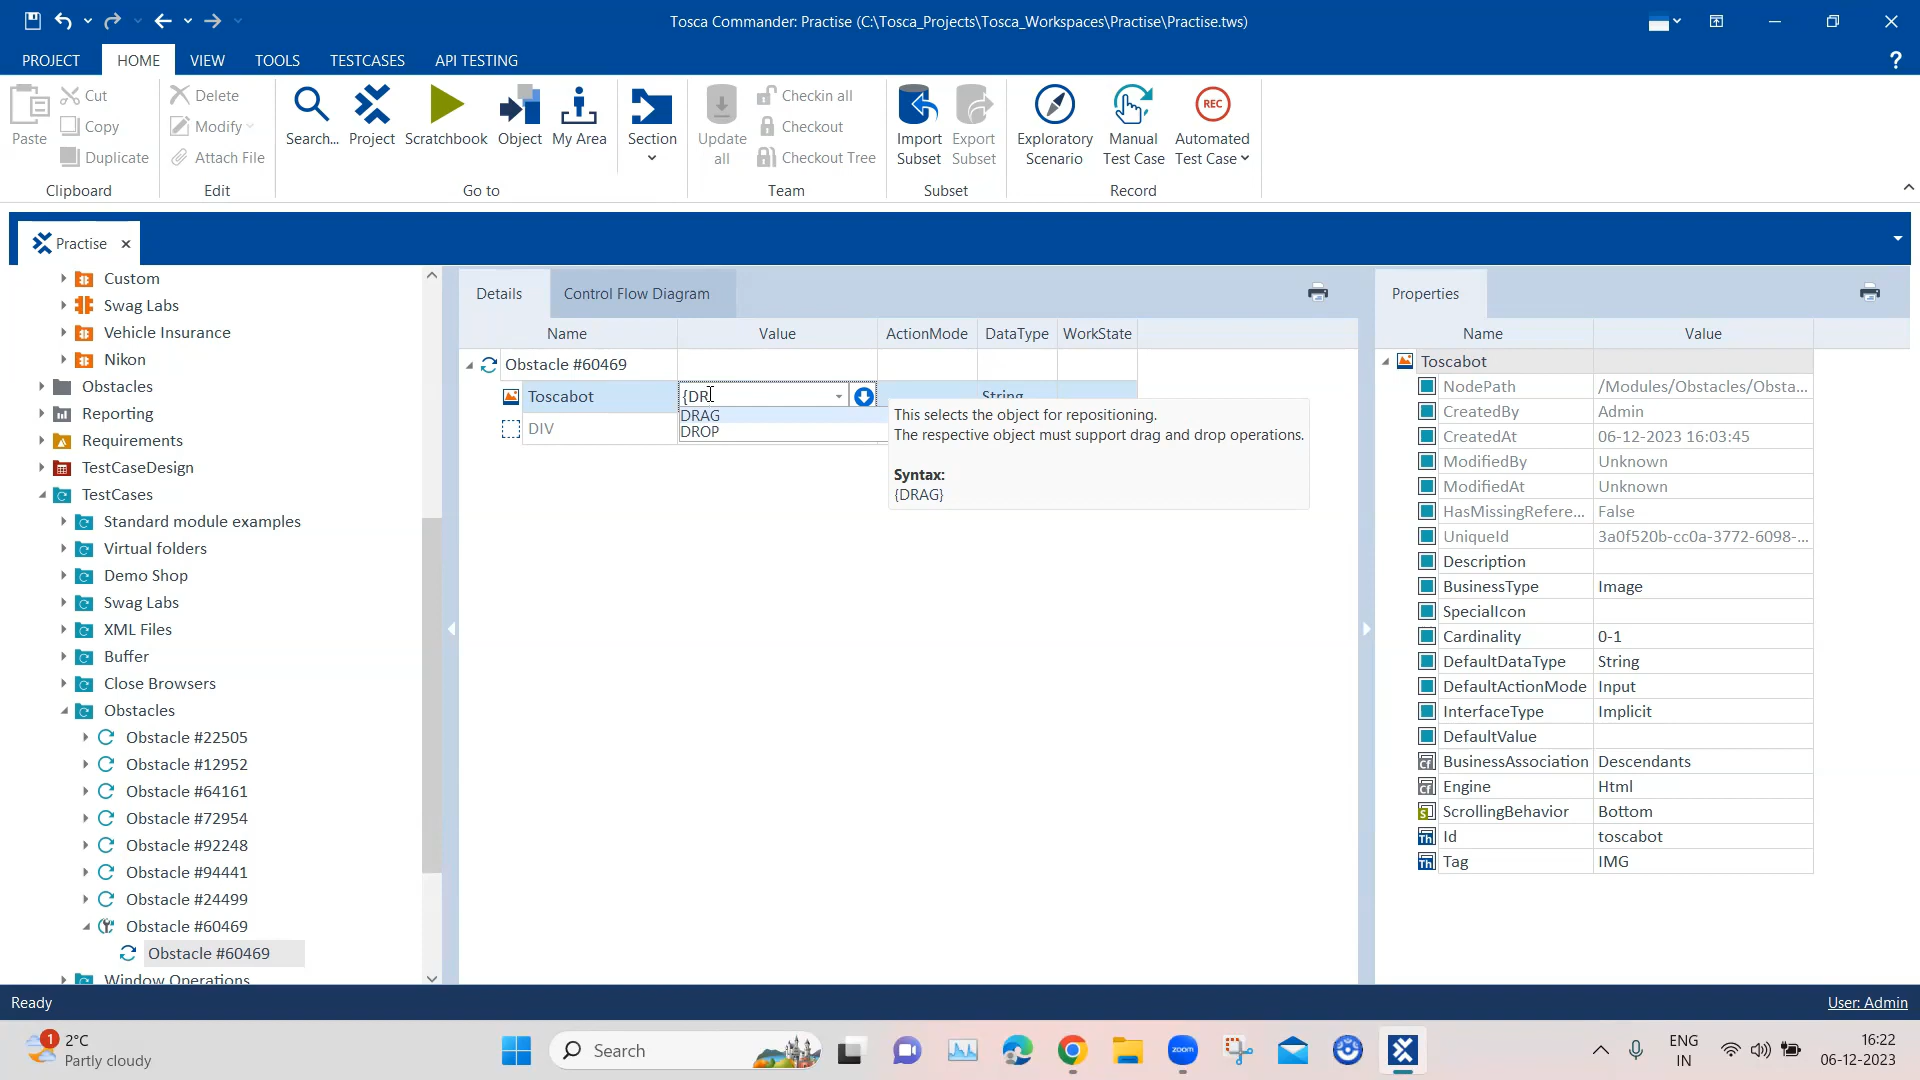 Tosca Commander: Practise (C:\Tosca_Projects\Tosca_Workspaces\Practise\Practise.tws)
PROJECT HOME VIEW TOOLS TESTCASES API TESTING ?
Paste Cut Copy Duplicate Clipboard
Delete Modify Attach File Edit
Search... Project Scratchbook Object My Area Go to
Section
Update all Checkin all Checkout Checkout Tree Team
Import Subset Export Subset Subset
Exploratory Scenario Manual Test Case REC Automated Test Case Record
Practise
Custom
Swag Labs
Vehicle Insurance
Nikon
Obstacles
Reporting
Requirements
TestCaseDesign
TestCases
Standard module examples
Virtual folders
Demo Shop
Swag Labs
XML Files
Buffer
Close Browsers
Obstacles
Obstacle #22505
Obstacle #12952
Obstacle #64161
Obstacle #72954
Obstacle #92248
Obstacle #94441
Obstacle #24499
Obstacle #60469
Obstacle #60469
Window Operations
Details Control Flow Diagram
Name Value ActionMode DataType WorkState
Obstacle #60469
Toscabot {DR String
DRAG
DIV DROP
This selects the object for repositioning.
The respective object must support drag and drop operations.
Syntax:
{DRAG}
Properties
Name Value
Toscabot
NodePath /Modules/Obstacles/Obsta...
CreatedBy Admin
CreatedAt 06-12-2023 16:03:45
ModifiedBy Unknown
ModifiedAt Unknown
HasMissingRefere... False
UniqueId 3a0f520b-cc0a-3772-6098-...
Description
BusinessType Image
SpecialIcon
Cardinality 0-1
DefaultDataType String
DefaultActionMode Input
InterfaceType Implicit
DefaultValue
BusinessAssociation Descendants
Engine Html
ScrollingBehavior Bottom
Id toscabot
Tag IMG
Ready User: Admin
1 2°C
Partly cloudy
Search
zoom
ENG
IN
16:22
06-12-2023